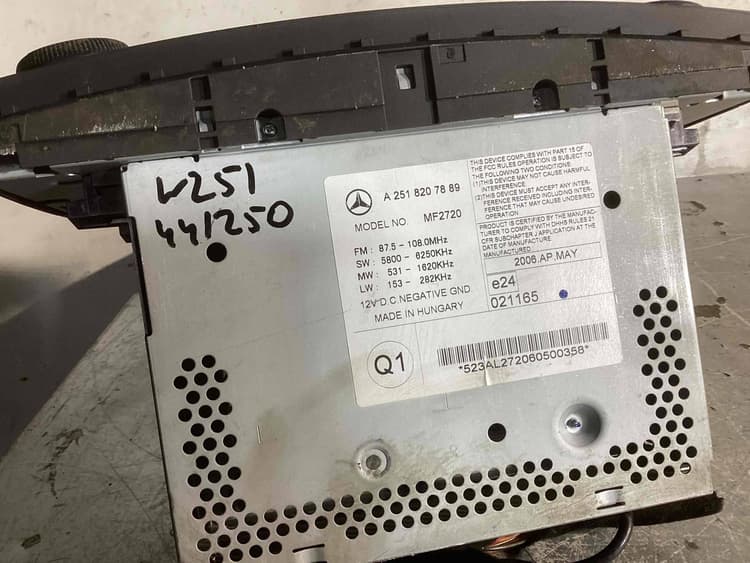 V251
441250
A 251 820 78 89
MODEL NO. MF2720
FM : 87.5 - 108.0MHz
SW : 5800 - 6250KHz
MW : 531 - 1620KHz
LW : 153 - 282KHz
12V D.C. NEGATIVE GND.
MADE IN HUNGARY
THIS DEVICE COMPLIES WITH PART 15 OF
THE FCC RULES OPERATION IS SUBJECT TO
THE FOLLOWING TWO CONDITIONS:
(1)THIS DEVICE MAY NOT CAUSE HARMFUL
INTERFERENCE.
(2)THIS DEVICE MUST ACCEPT ANY INTER-
FERENCE RECEIVED INCLUDING INTER-
FERENCE THAT MAY CAUSE UNDESIRED
OPERATION
PRODUCT IS CERTIFIED BY THE MANUFAC-
TURER TO COMPLY WITH DHHS RULES 21
CFR SUBCHAPTER J APPLICATION AT THE
DATE OF MANUFACTURE.
MANUFACTURED
2006.AP.MAY
e24
021165
Q1
*523AL272060500358*